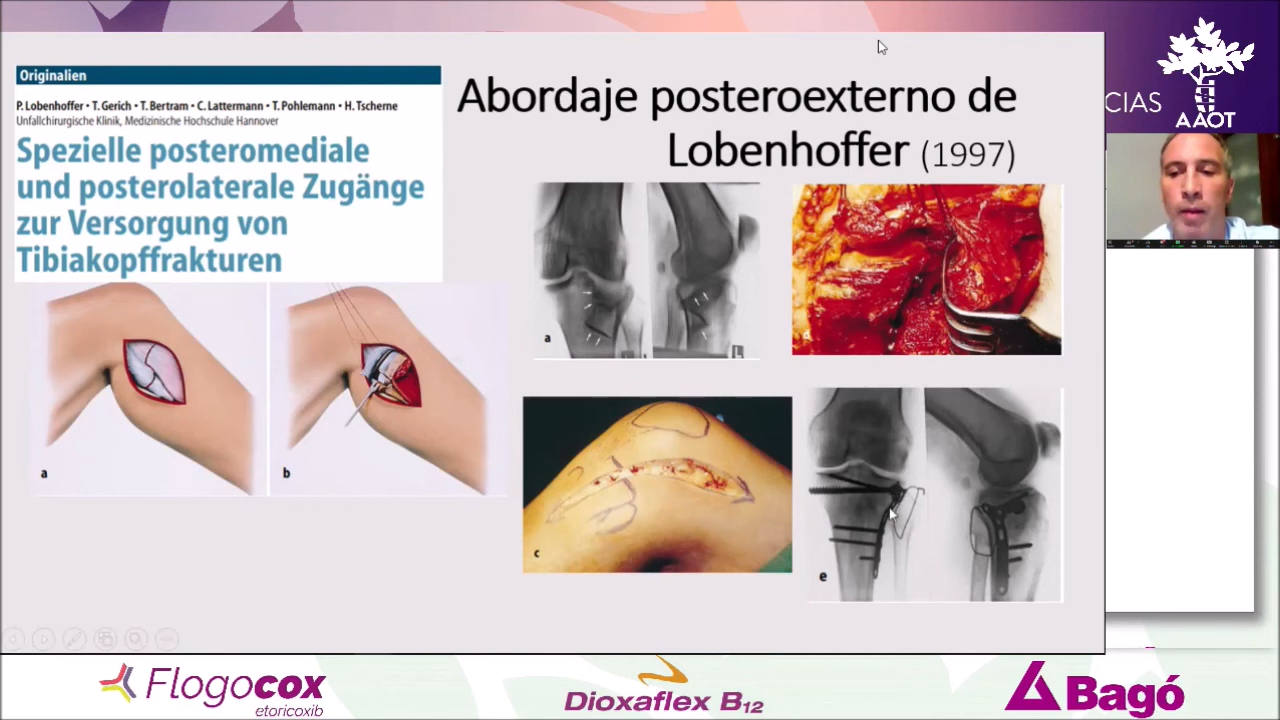 Originalien
P. Lobenhoffer • T. Gerich • T. Bertram • C. Lattermann • T. Pohlemann • H. Tscherne
Unfallchirurgische Klinik, Medizinische Hochschule Hannover
Spezielle posteromediale
und posterolaterale Zugänge
zur Versorgung von
Tibiakopffrakturen
Abordaje posteroexterno de
Lobenhoffer (1997)
CIAS
AAOT
a
b
a
L
d
c
e
Flogocox
etoricoxib
Dioxaflex B12
Bagó